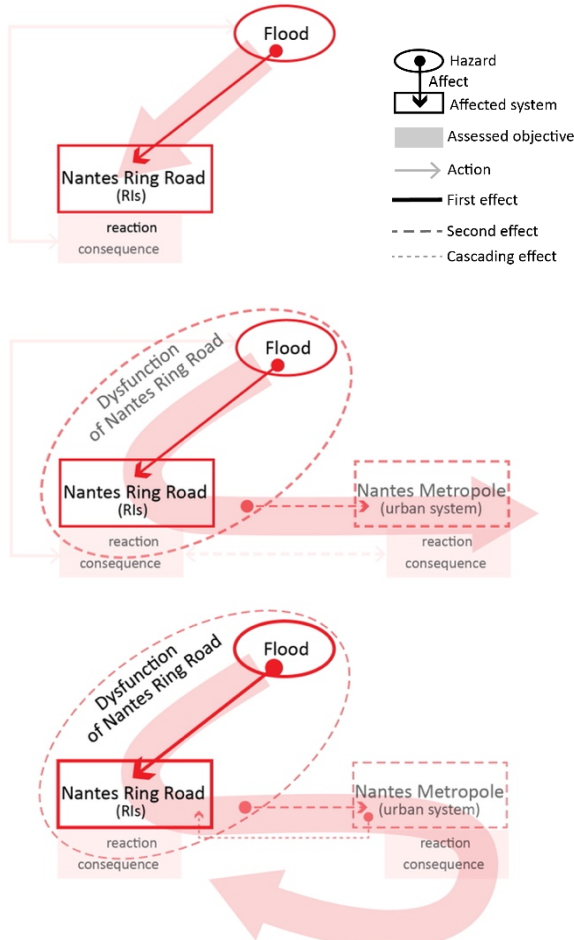 Flood
Nantes Ring Road
(RIs)
reaction
consequence
Hazard
Affect
Affected system
Assessed objective
Action
First effect
Second effect
Cascading effect
Dysfunction
of Nantes Ring Road
Flood
Nantes Ring Road
(RIs)
reaction
consequence
Nantes Metropole
(urban system)
reaction
consequence
Dysfunction
of Nantes Ring Road
Flood
Nantes Ring Road
(RIs)
reaction
consequence
Nantes Metropole
(urban system)
reaction
consequence